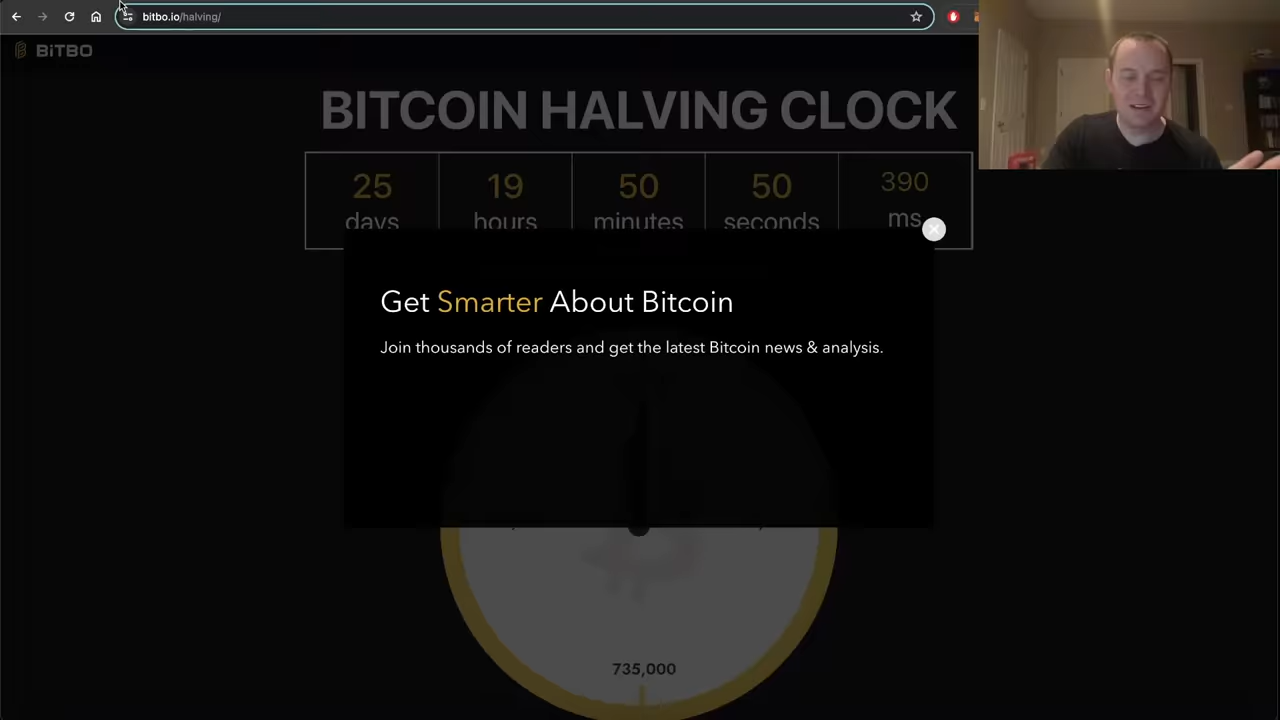 bitbo.io/halving/
BiTBO
BITCOIN HALVING CLOCK
25 19 50 50 390
days hours minutes seconds ms
Get Smarter About Bitcoin
Join thousands of readers and get the latest Bitcoin news & analysis.
735,000